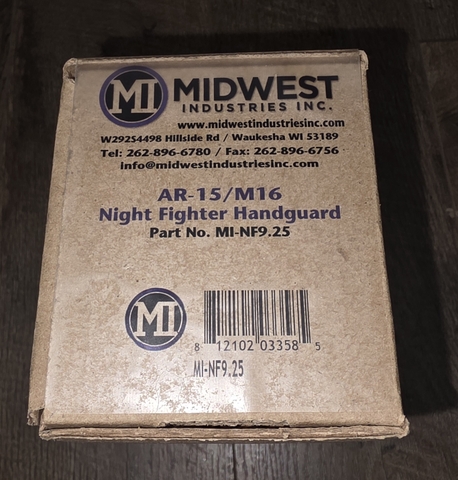 MI MIDWEST
INDUSTRIES INC.
www.midwestindustriesinc.com
W292S4498 Hillside Rd / Waukesha WI 53189
Tel: 262-896-6780 / Fax: 262-896-6756
info@midwestindustriesinc.com
AR-15/M16
Night Fighter Handguard
Part No. MI-NF9.25
MI
8 12102 03358 5
MI-NF9.25